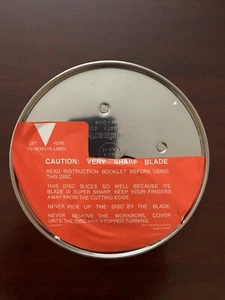 LIFT HERE
TO REMOVE LABEL
CAUTION: VERY SHARP BLADE
READ INSTRUCTION BOOKLET BEFORE USING
THIS DISC
THIS DISC SLICES SO WELL BECAUSE ITS
BLADE IS SUPER SHARP. KEEP YOUR FINGERS
AWAY FROM THE CUTTING EDGE
NEVER PICK UP THE DISC BY THE BLADE
NEVER REMOVE THE WORKBOWL COVER
UNTIL THE DISC HAS STOPPED TURNING.